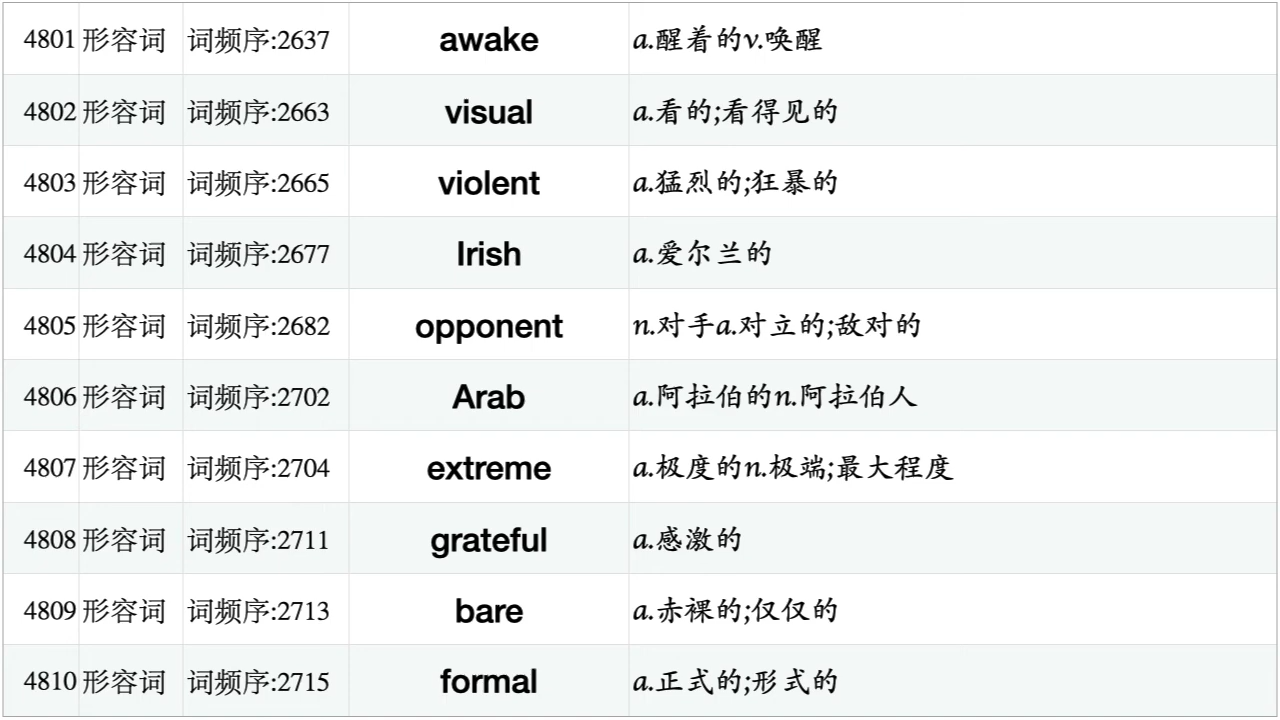 4801 形容词 词频序:2637 awake a.醒着的v.唤醒
4802 形容词 词频序:2663 visual a.看的;看得见的
4803 形容词 词频序:2665 violent a.猛烈的;狂暴的
4804 形容词 词频序:2677 Irish a.爱尔兰的
4805 形容词 词频序:2682 opponent n.对手a.对立的;敌对的
4806 形容词 词频序:2702 Arab a.阿拉伯的n.阿拉伯人
4807 形容词 词频序:2704 extreme a.极度的n.极端;最大程度
4808 形容词 词频序:2711 grateful a.感激的
4809 形容词 词频序:2713 bare a.赤裸的;仅仅的
4810 形容词 词频序:2715 formal a.正式的;形式的